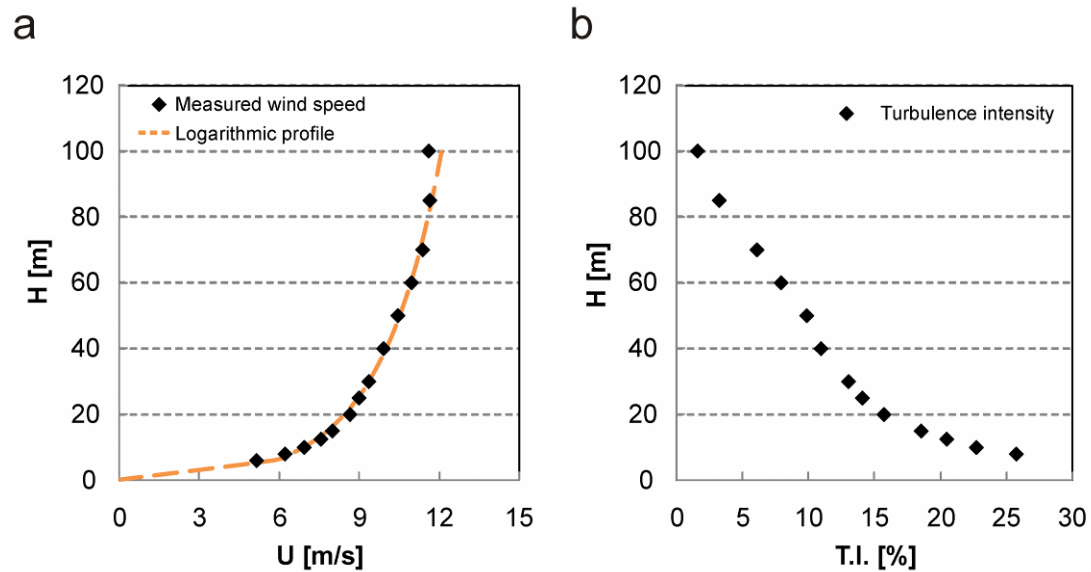 a
120
100
80
60
40
20
0
H [m]
Measured wind speed
Logarithmic profile
0 3 6 9 12 15
U [m/s]
b
120
100
80
60
40
20
0
H [m]
Turbulence intensity
0 5 10 15 20 25 30
T.I. [%]